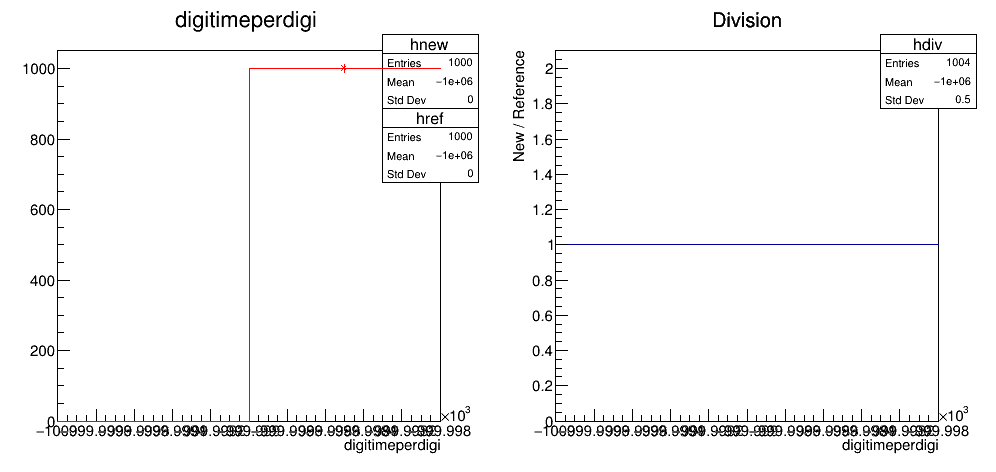 digitimeperdigi
hnew
Entries 1000
Mean −1e+06
Std Dev 0
href
Entries 1000
Mean −1e+06
Std Dev 0
1000
800
600
400
200
0
×10³
digitimeperdigi
Division
hdiv
Entries 1004
Mean −1e+06
Std Dev 0.5
New / Reference
2
1.8
1.6
1.4
1.2
1
0.8
0.6
0.4
0.2
0
×10³
digitimeperdigi